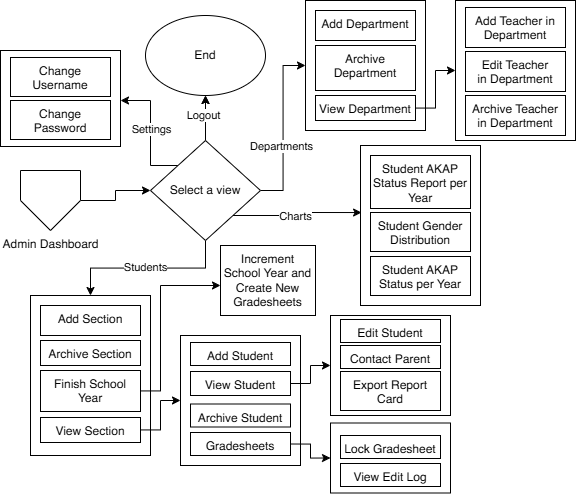 Change
Username
Change
Password
End
Add Department
Archive
Department
View Department
Add Teacher in
Department
Edit Teacher
in Department
Archive Teacher
in Department
Settings
Logout
Departments
Select a view
Admin Dashboard
Charts
Student AKAP
Status Report per
Year
Student Gender
Distribution
Student AKAP
Status per Year
Students
Increment
School Year and
Create New
Gradesheets
Add Section
Archive Section
Finish School
Year
View Section
Add Student
View Student
Archive Student
Gradesheets
Edit Student
Contact Parent
Export Report
Card
Lock Gradesheet
View Edit Log